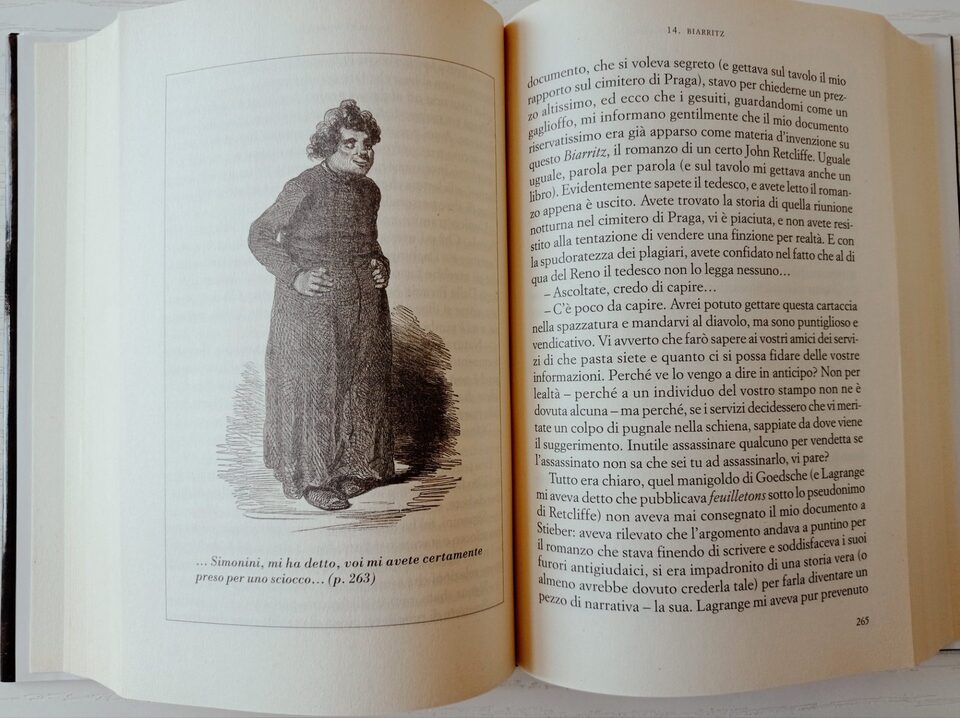 … Simonini, mi ha detto, voi mi avete certamente
preso per uno sciocco… (p. 263)
14. BIARRITZ
documento, che si voleva segreto (e gettava sul tavolo il mio
rapporto sul cimitero di Praga), stavo per chiederne un prez-
zo altissimo, ed ecco che i gesuiti, guardandomi come un
gaglioffo, mi informano gentilmente che il mio documento
riservatissimo era già apparso come materia d’invenzione su
questo Biarritz, il romanzo di un certo John Retcliffe. Uguale
uguale, parola per parola (e sul tavolo mi gettava anche un
libro). Evidentemente sapete il tedesco, e avete letto il roman-
zo appena è uscito. Avete trovato la storia di quella riunione
notturna nel cimitero di Praga, vi è piaciuta, e non avete resi-
stito alla tentazione di vendere una finzione per realtà. E con
la spudoratezza dei plagiari, avete confidato nel fatto che al di
qua del Reno il tedesco non lo legga nessuno…
– Ascoltate, credo di capire…
– C’è poco da capire. Avrei potuto gettare questa cartaccia
nella spazzatura e mandarvi al diavolo, ma sono puntiglioso e
vendicativo. Vi avverto che farò sapere ai vostri amici dei servi-
zi di che pasta siete e quanto ci si possa fidare delle vostre
informazioni. Perché ve lo vengo a dire in anticipo? Non per
lealtà – perché a un individuo del vostro stampo non ne è
dovuta alcuna – ma perché, se i servizi decidessero che vi meri-
tate un colpo di pugnale nella schiena, sappiate da dove viene
il suggerimento. Inutile assassinare qualcuno per vendetta se
l’assassinato non sa che sei tu ad assassinarlo, vi pare?
Tutto era chiaro, quel manigoldo di Goedsche (e Lagrange
mi aveva detto che pubblicava feuilletons sotto lo pseudonimo
di Retcliffe) non aveva mai consegnato il mio documento a
Stieber: aveva rilevato che l’argomento andava a puntino per
il romanzo che stava finendo di scrivere e soddisfaceva i suoi
furori antigiudaici, si era impadronito di una storia vera (o
almeno avrebbe dovuto crederla tale) per farla diventare un
pezzo di narrativa – la sua. Lagrange mi aveva pur prevenuto
265